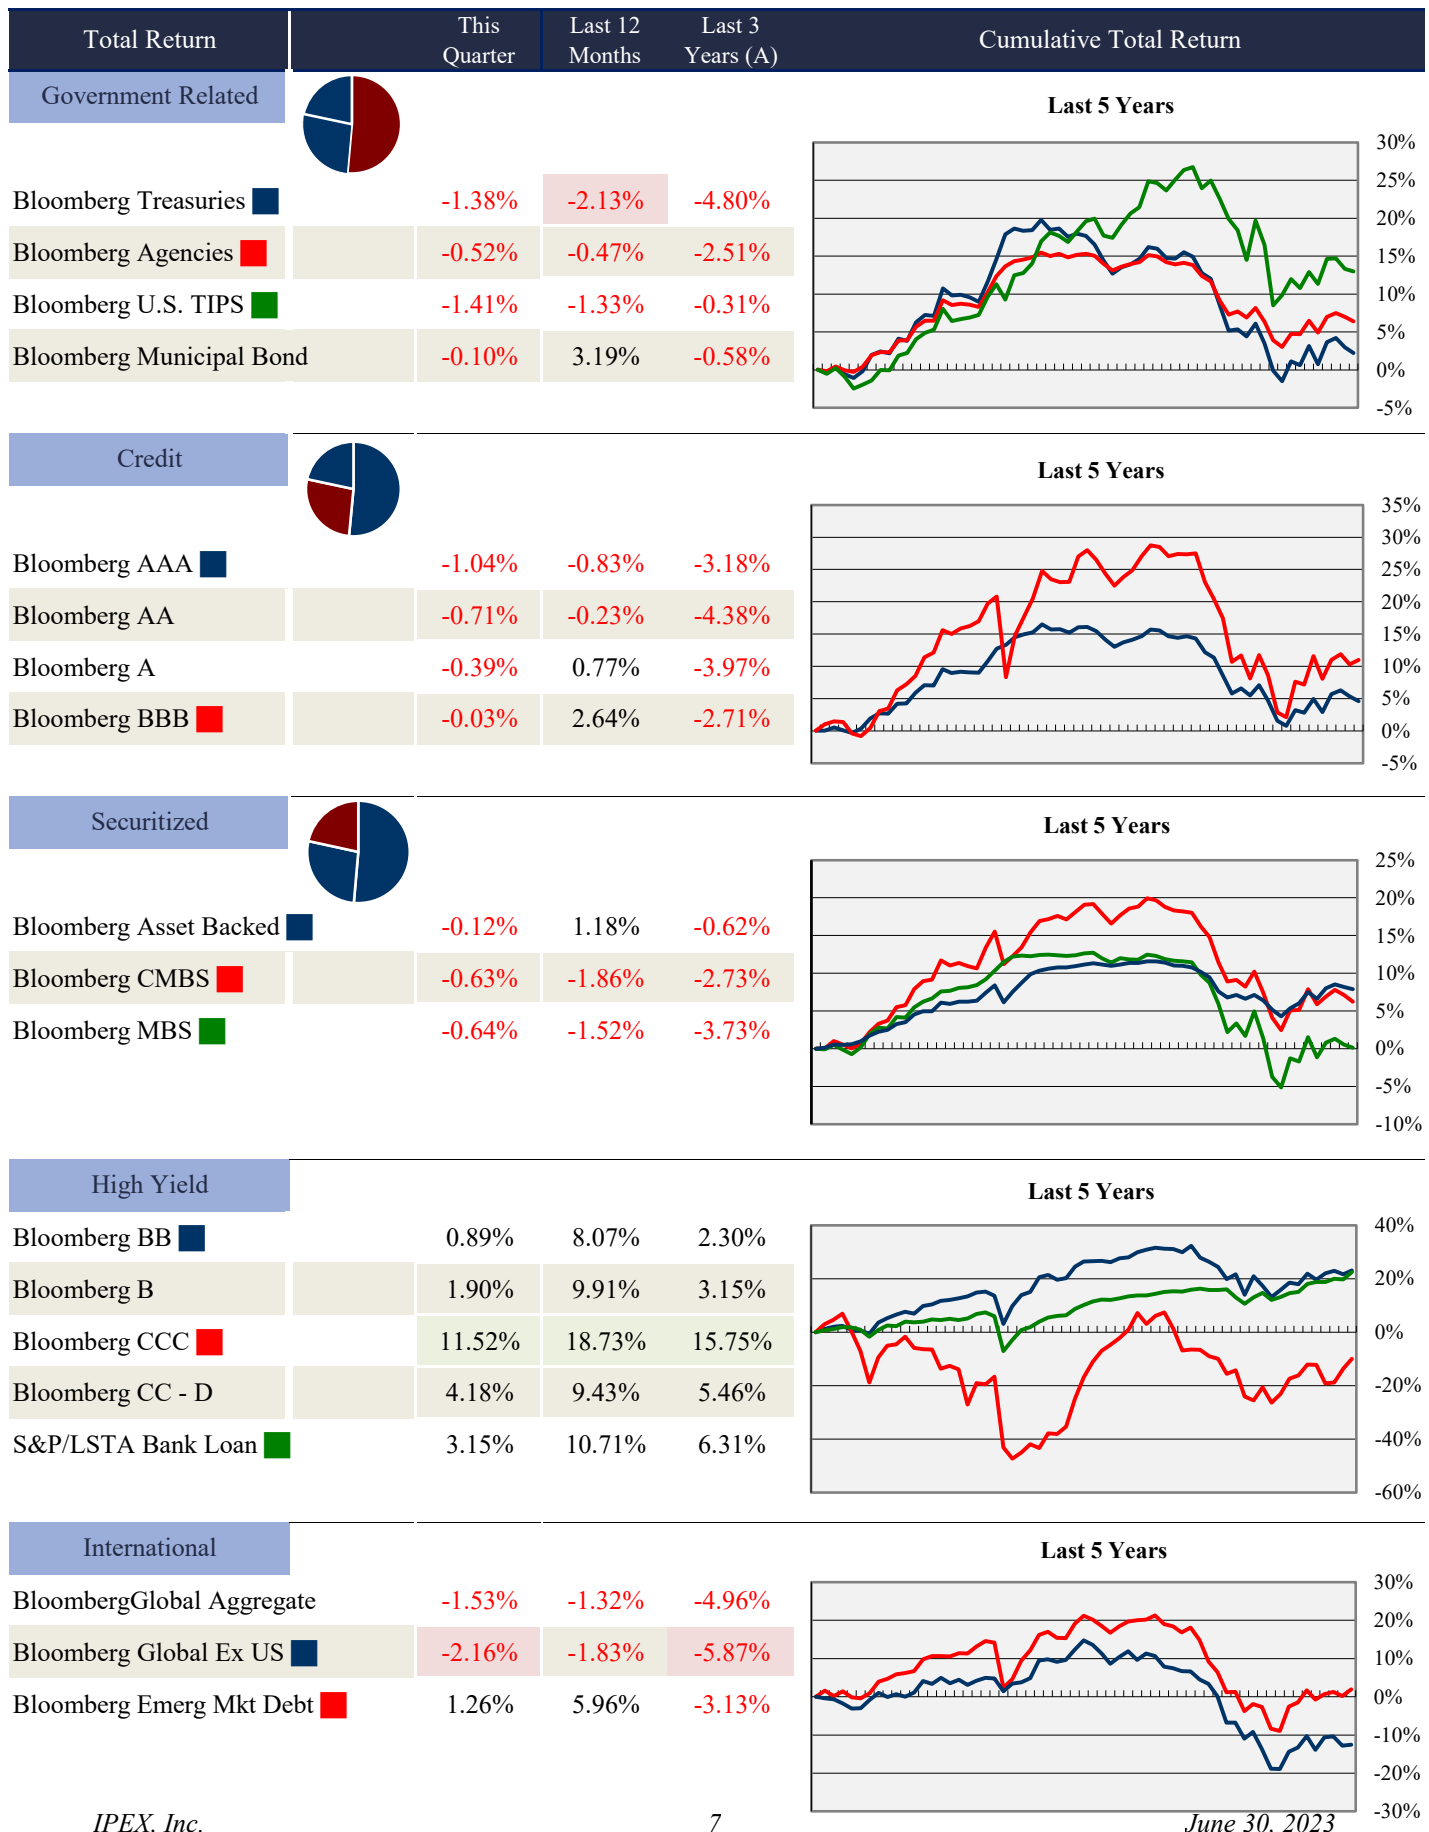 Total Return This Quarter Last 12 Months Last 3 Years (A) Cumulative Total Return
Government Related
Last 5 Years
Bloomberg Treasuries -1.38% -2.13% -4.80%
Bloomberg Agencies -0.52% -0.47% -2.51%
Bloomberg U.S. TIPS -1.41% -1.33% -0.31%
Bloomberg Municipal Bond -0.10% 3.19% -0.58%
30%
25%
20%
15%
10%
5%
0%
-5%
Credit
Last 5 Years
Bloomberg AAA -1.04% -0.83% -3.18%
Bloomberg AA -0.71% -0.23% -4.38%
Bloomberg A -0.39% 0.77% -3.97%
Bloomberg BBB -0.03% 2.64% -2.71%
35%
30%
25%
20%
15%
10%
5%
0%
-5%
Securitized
Last 5 Years
Bloomberg Asset Backed -0.12% 1.18% -0.62%
Bloomberg CMBS -0.63% -1.86% -2.73%
Bloomberg MBS -0.64% -1.52% -3.73%
25%
20%
15%
10%
5%
0%
-5%
-10%
High Yield
Last 5 Years
Bloomberg BB 0.89% 8.07% 2.30%
Bloomberg B 1.90% 9.91% 3.15%
Bloomberg CCC 11.52% 18.73% 15.75%
Bloomberg CC - D 4.18% 9.43% 5.46%
S&P/LSTA Bank Loan 3.15% 10.71% 6.31%
40%
20%
0%
-20%
-40%
-60%
International
Last 5 Years
BloombergGlobal Aggregate -1.53% -1.32% -4.96%
Bloomberg Global Ex US -2.16% -1.83% -5.87%
Bloomberg Emerg Mkt Debt 1.26% 5.96% -3.13%
30%
20%
10%
0%
-10%
-20%
-30%
IPEX, Inc. 7 June 30, 2023